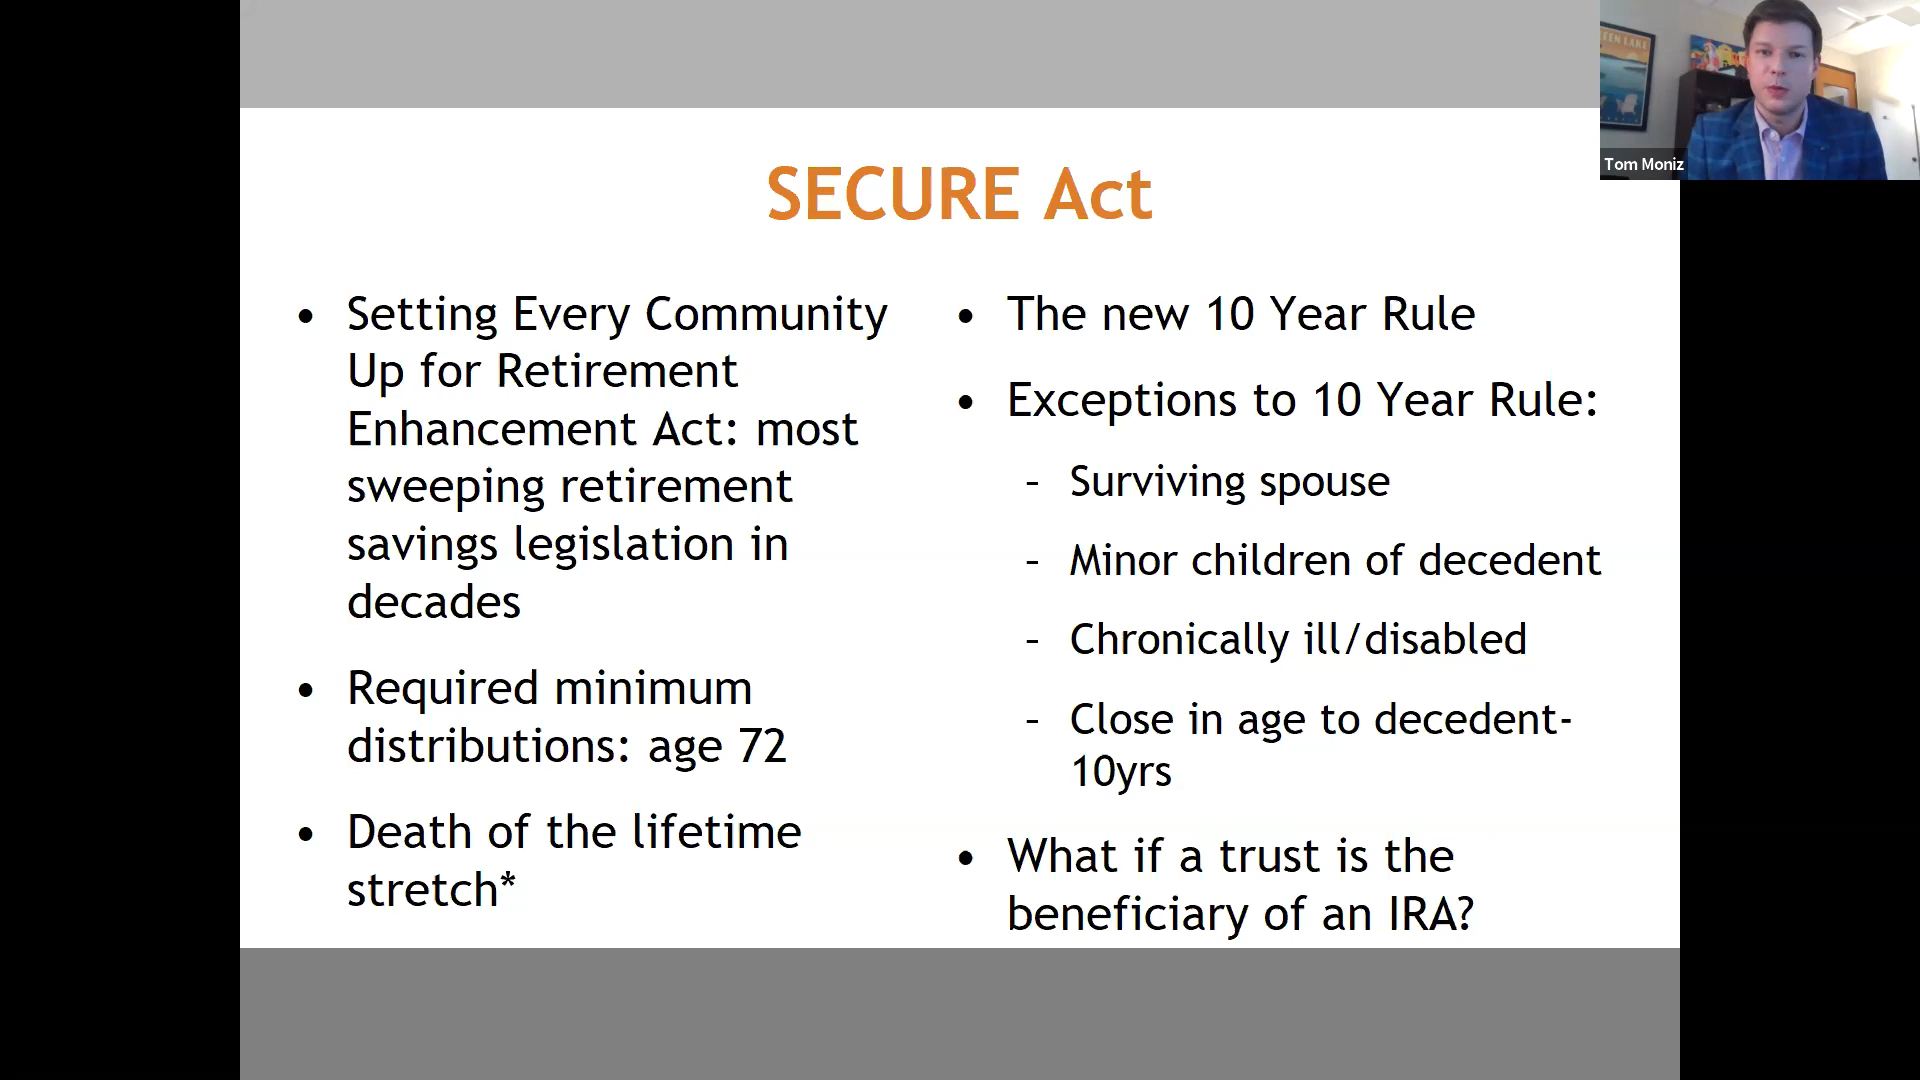 SECURE Act
• Setting Every Community
Up for Retirement
Enhancement Act: most
sweeping retirement
savings legislation in
decades
• Required minimum
distributions: age 72
• Death of the lifetime
stretch*
• The new 10 Year Rule
• Exceptions to 10 Year Rule:
– Surviving spouse
– Minor children of decedent
– Chronically ill/disabled
– Close in age to decedent-
10yrs
• What if a trust is the
beneficiary of an IRA?
LAKE
Tom Moniz